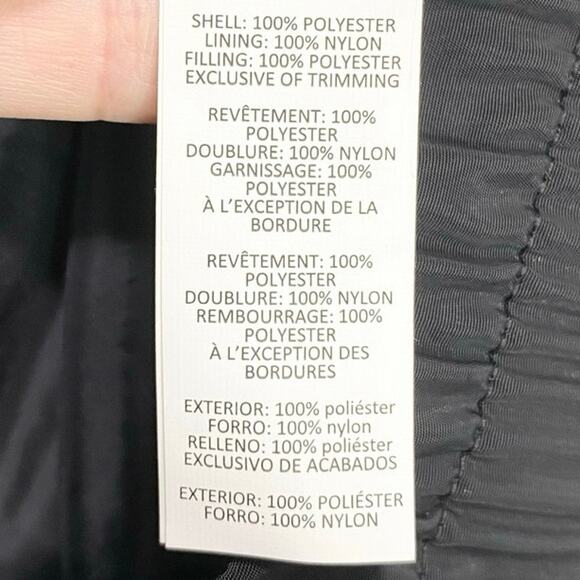 SHELL: 100% POLYESTER
LINING: 100% NYLON
FILLING: 100% POLYESTER
EXCLUSIVE OF TRIMMING
REVÊTEMENT: 100%
POLYESTER
DOUBLURE: 100% NYLON
GARNISSAGE: 100%
POLYESTER
À L'EXCEPTION DE LA
BORDURE
REVÊTEMENT: 100%
POLYESTER
DOUBLURE: 100% NYLON
REMBOURRAGE: 100%
POLYESTER
À L'EXCEPTION DES
BORDURES
EXTERIOR: 100% poliéster
FORRO: 100% nylon
RELLENO: 100% poliéster
EXCLUSIVO DE ACABADOS
EXTERIOR: 100% POLIÉSTER
FORRO: 100% NYLON